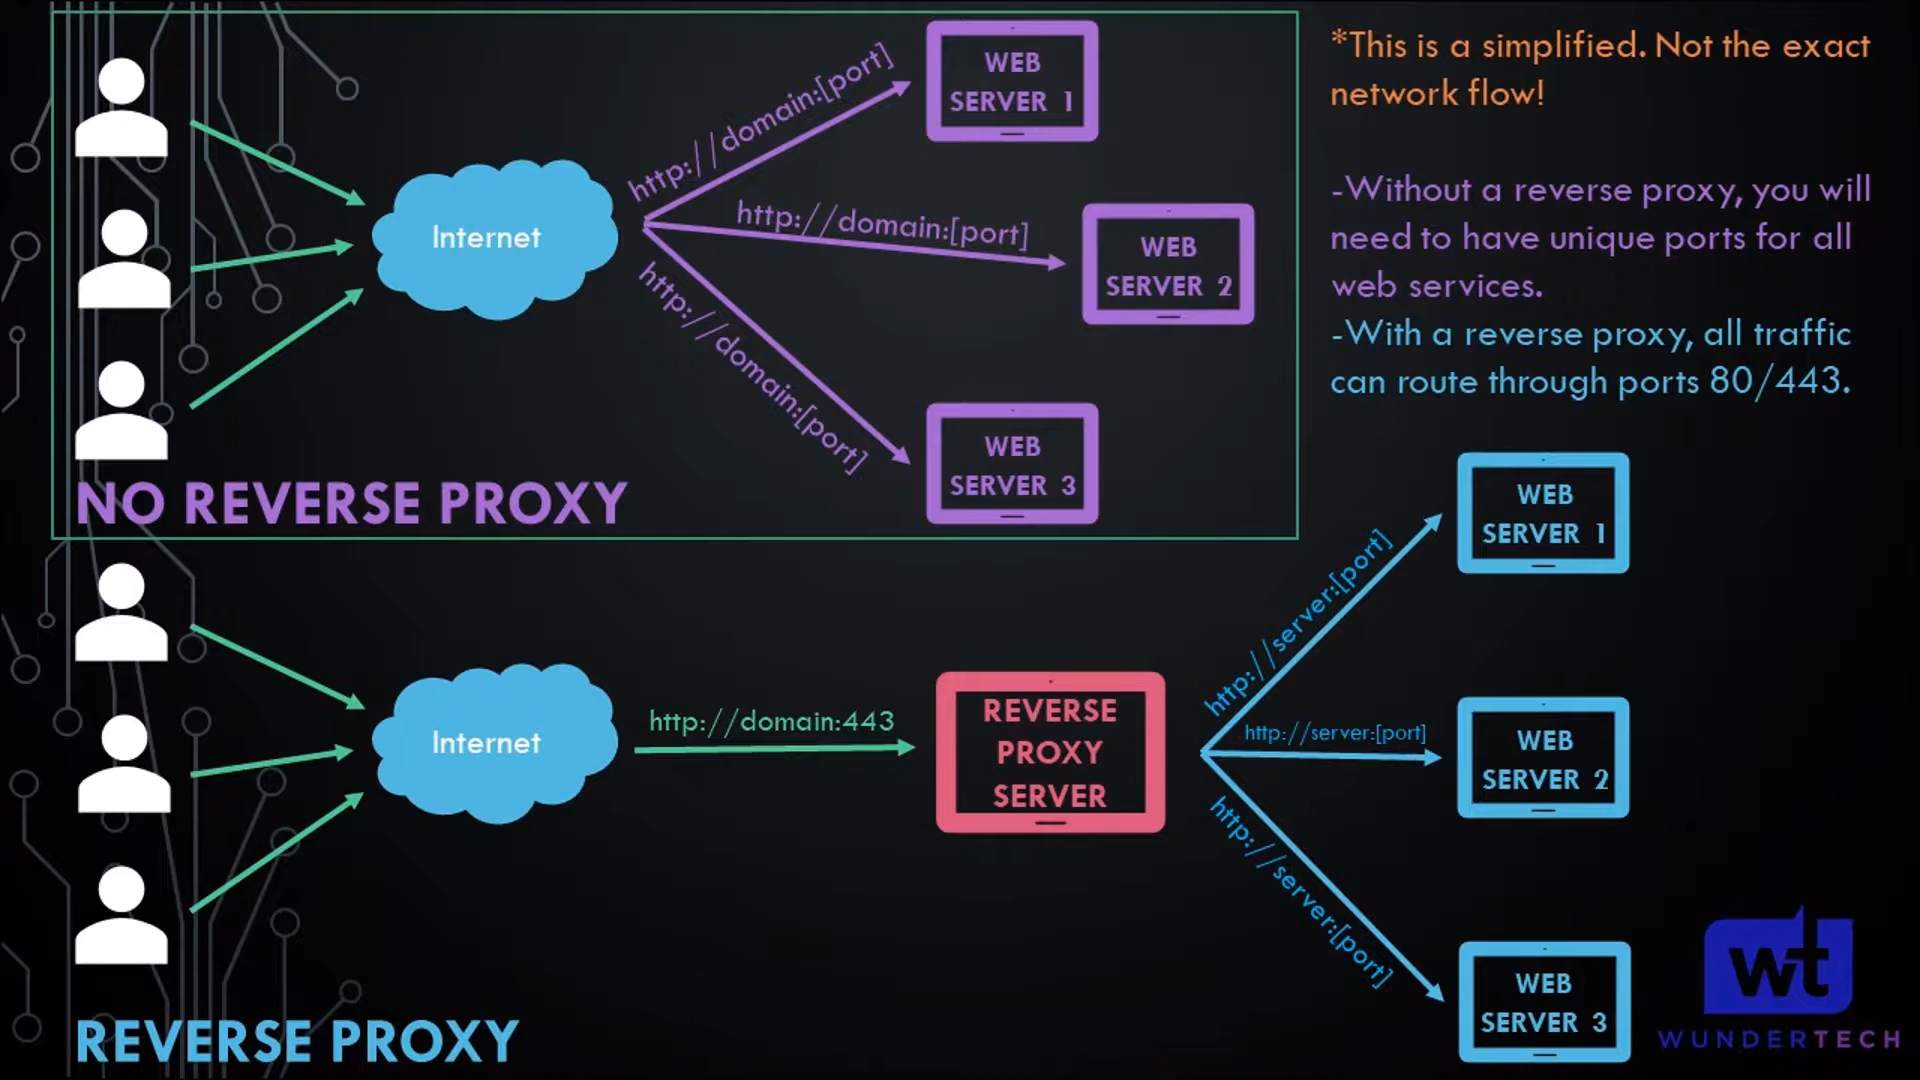 *This is a simplified. Not the exact
network flow!
-Without a reverse proxy, you will
need to have unique ports for all
web services.
-With a reverse proxy, all traffic
can route through ports 80/443.
Internet
http://domain:[port]
http://domain:[port]
http://domain:[port]
WEB
SERVER 1
WEB
SERVER 2
WEB
SERVER 3
NO REVERSE PROXY
Internet
http://domain:443
REVERSE
PROXY
SERVER
http://server:[port]
http://server:[port]
http://server:[port]
WEB
SERVER 1
WEB
SERVER 2
WEB
SERVER 3
REVERSE PROXY
wt
WUNDERTECH